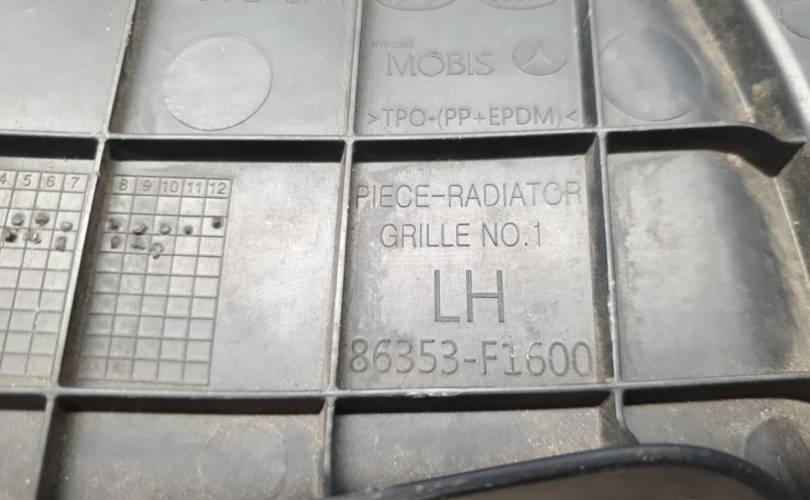 HYUNDAI
MOBIS
>TPO-(PP+EPDM)<
4 5 6 7 8 9 10 11 12
PIECE-RADIATOR
GRILLE NO.1
LH
86353-F1600